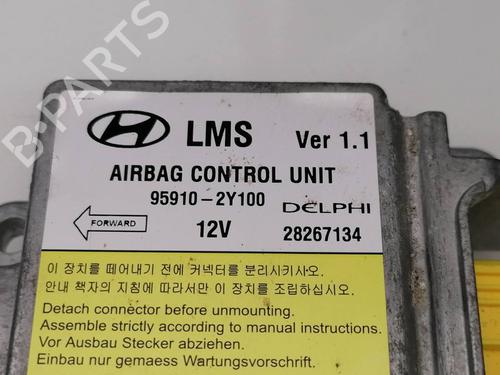 B-PARTS
LMS Ver 1.1
AIRBAG CONTROL UNIT
95910-2Y100 DELPHI
FORWARD 12V 28267134
이 장치를 떼어내기 전에 커넥터를 분리시키시오.
안내 책자의 지침에 따라서만 이 장치를 조립하십시오.
Detach connector before unmounting.
Assemble strictly according to manual instructions.
Vor Ausbau Stecker abziehen.
Einbau nur gemaess Wartungsvorschrift.